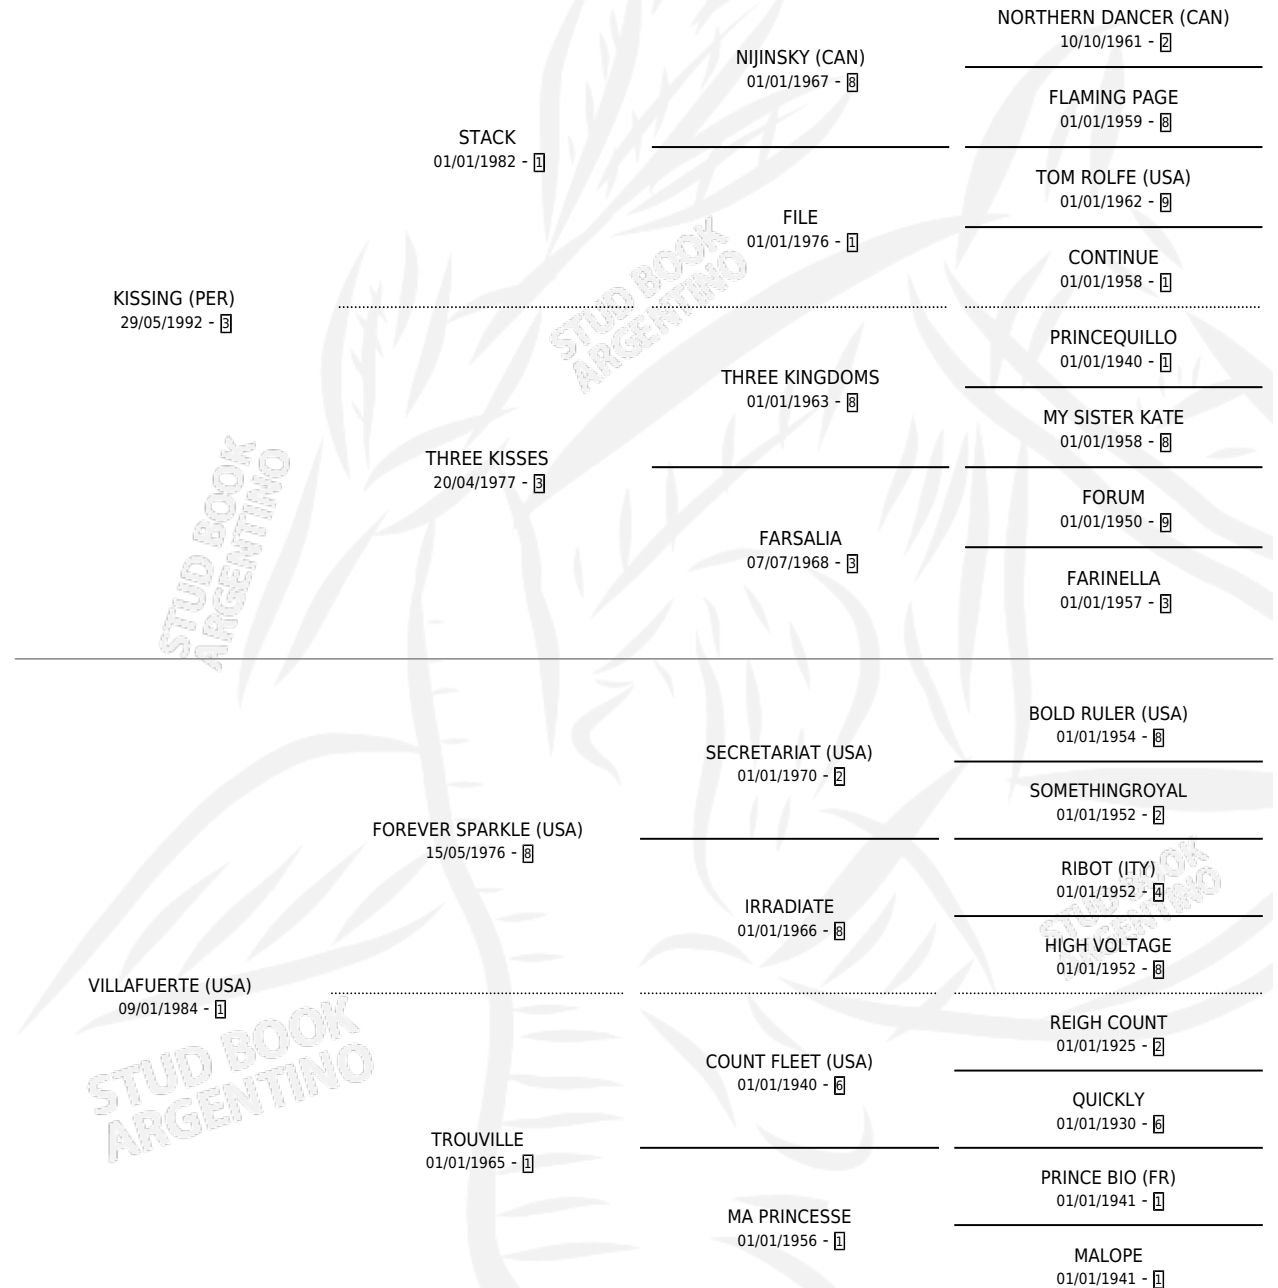 NORTHERN DANCER (CAN)
10/10/1961 - 2
NIJINSKY (CAN)
01/01/1967 - 8
FLAMING PAGE
01/01/1959 - 8
STACK
01/01/1982 - 1
TOM ROLFE (USA)
01/01/1962 - 9
FILE
01/01/1976 - 1
CONTINUE
01/01/1958 - 1
KISSING (PER)
29/05/1992 - 3
PRINCEQUILLO
01/01/1940 - 1
THREE KINGDOMS
01/01/1963 - 8
MY SISTER KATE
01/01/1958 - 8
THREE KISSES
20/04/1977 - 3
FORUM
01/01/1950 - 9
FARSALIA
07/07/1968 - 3
FARINELLA
01/01/1957 - 3
STUD BOOK
ARGENTINO
STUD BOOK
ARGENTINO
BOLD RULER (USA)
01/01/1954 - 8
SECRETARIAT (USA)
01/01/1970 - 2
SOMETHINGROYAL
01/01/1952 - 2
FOREVER SPARKLE (USA)
15/05/1976 - 8
RIBOT (ITY)
01/01/1952 - 4
IRRADIATE
01/01/1966 - 8
HIGH VOLTAGE
01/01/1952 - 8
VILLAFUERTE (USA)
09/01/1984 - 1
REIGH COUNT
01/01/1925 - 2
COUNT FLEET (USA)
01/01/1940 - 6
QUICKLY
01/01/1930 - 6
TROUVILLE
01/01/1965 - 1
PRINCE BIO (FR)
01/01/1941 - 1
MA PRINCESSE
01/01/1956 - 1
MALOPE
01/01/1941 - 1
STUD BOOK
ARGENTINO
STUD BOOK
ARGENTINO